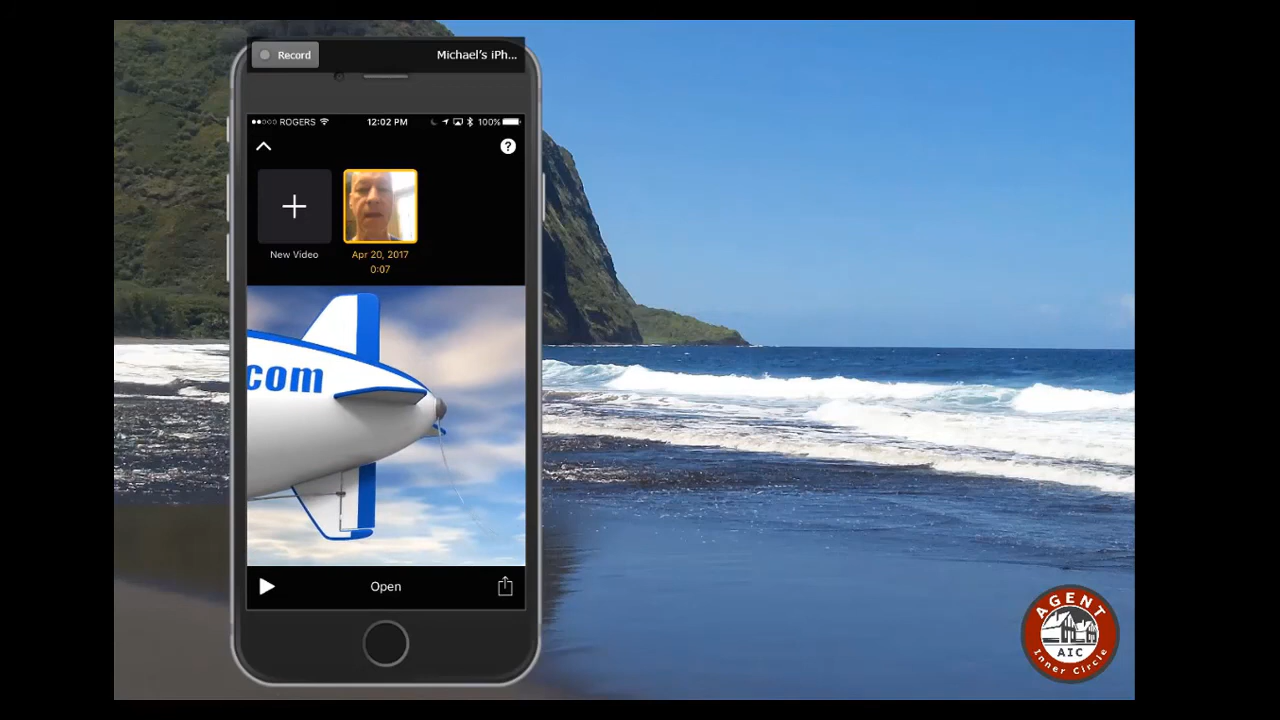 Record
Michael’s iPh...
ROGERS
12:02 PM
100%
?
New Video
Apr 20, 2017
0:07
com
Open
AGENT
AIC
Inner Circle